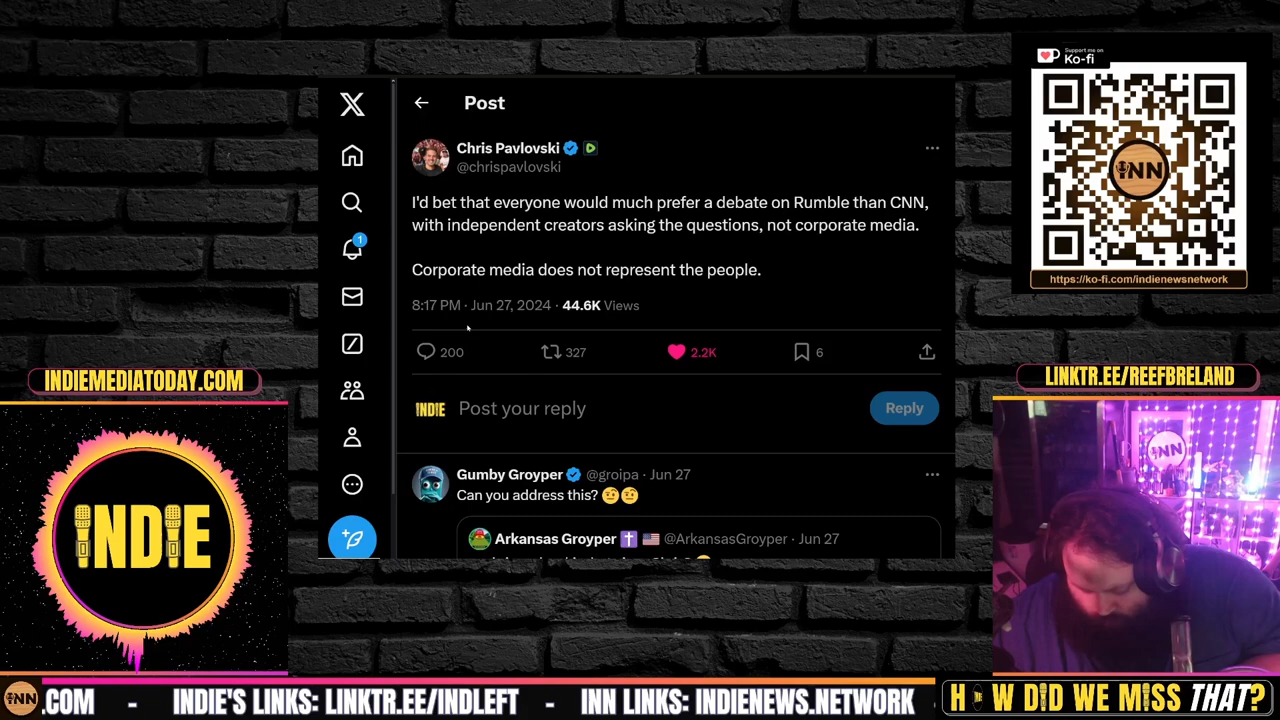 Post
Chris Pavlovski
@chrispavlovski
I'd bet that everyone would much prefer a debate on Rumble than CNN,
with independent creators asking the questions, not corporate media.
Corporate media does not represent the people.
8:17 PM · Jun 27, 2024 · 44.6K Views
200 327 2.2K 6
INDIE Post your reply Reply
Gumby Groyper @groipa · Jun 27
Can you address this? 🤨🤨
Arkansas Groyper ✝️ 🇺🇸 @ArkansasGroyper · Jun 27
1
Support me on
Ko-fi
INN
https://ko-fi.com/indienewsnetwork
INDIEMEDIATODAY.COM
LINKTR.EE/REEFBRELAND
INDIE
INN
INN .COM - INDIE'S LINKS: LINKTR.EE/INDLEFT - INN LINKS: INDIENEWS.NETWORK
HOW DID WE MISS THAT?